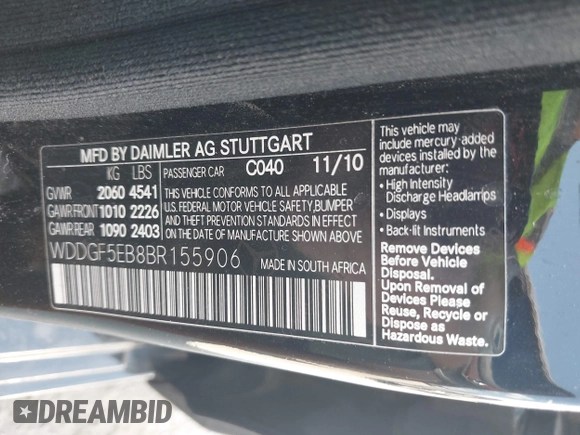 MFD BY DAIMLER AG STUTTGART
KG LBS PASSENGER CAR C040 11/10
GVWR 2060 4541
GAWR FRONT 1010 2226
GAWR REAR 1090 2403
THIS VEHICLE CONFORMS TO ALL APPLICABLE
U.S. FEDERAL MOTOR VEHICLE SAFETY, BUMPER
AND THEFT PREVENTION STANDARDS IN EFFECT
ON THE DATE OF MANUFACTURE SHOWN ABOVE.
WDDGF5EB8BR155906 MADE IN SOUTH AFRICA
This vehicle may
include mercury-added
devices installed by the
manufacturer:
• High Intensity
Discharge Headlamps
• Displays
• Back-lit Instruments
Remove Devices
Before Vehicle
Disposal.
Upon Removal of
Devices Please
Reuse, Recycle or
Dispose as
Hazardous Waste.
DREAMBID